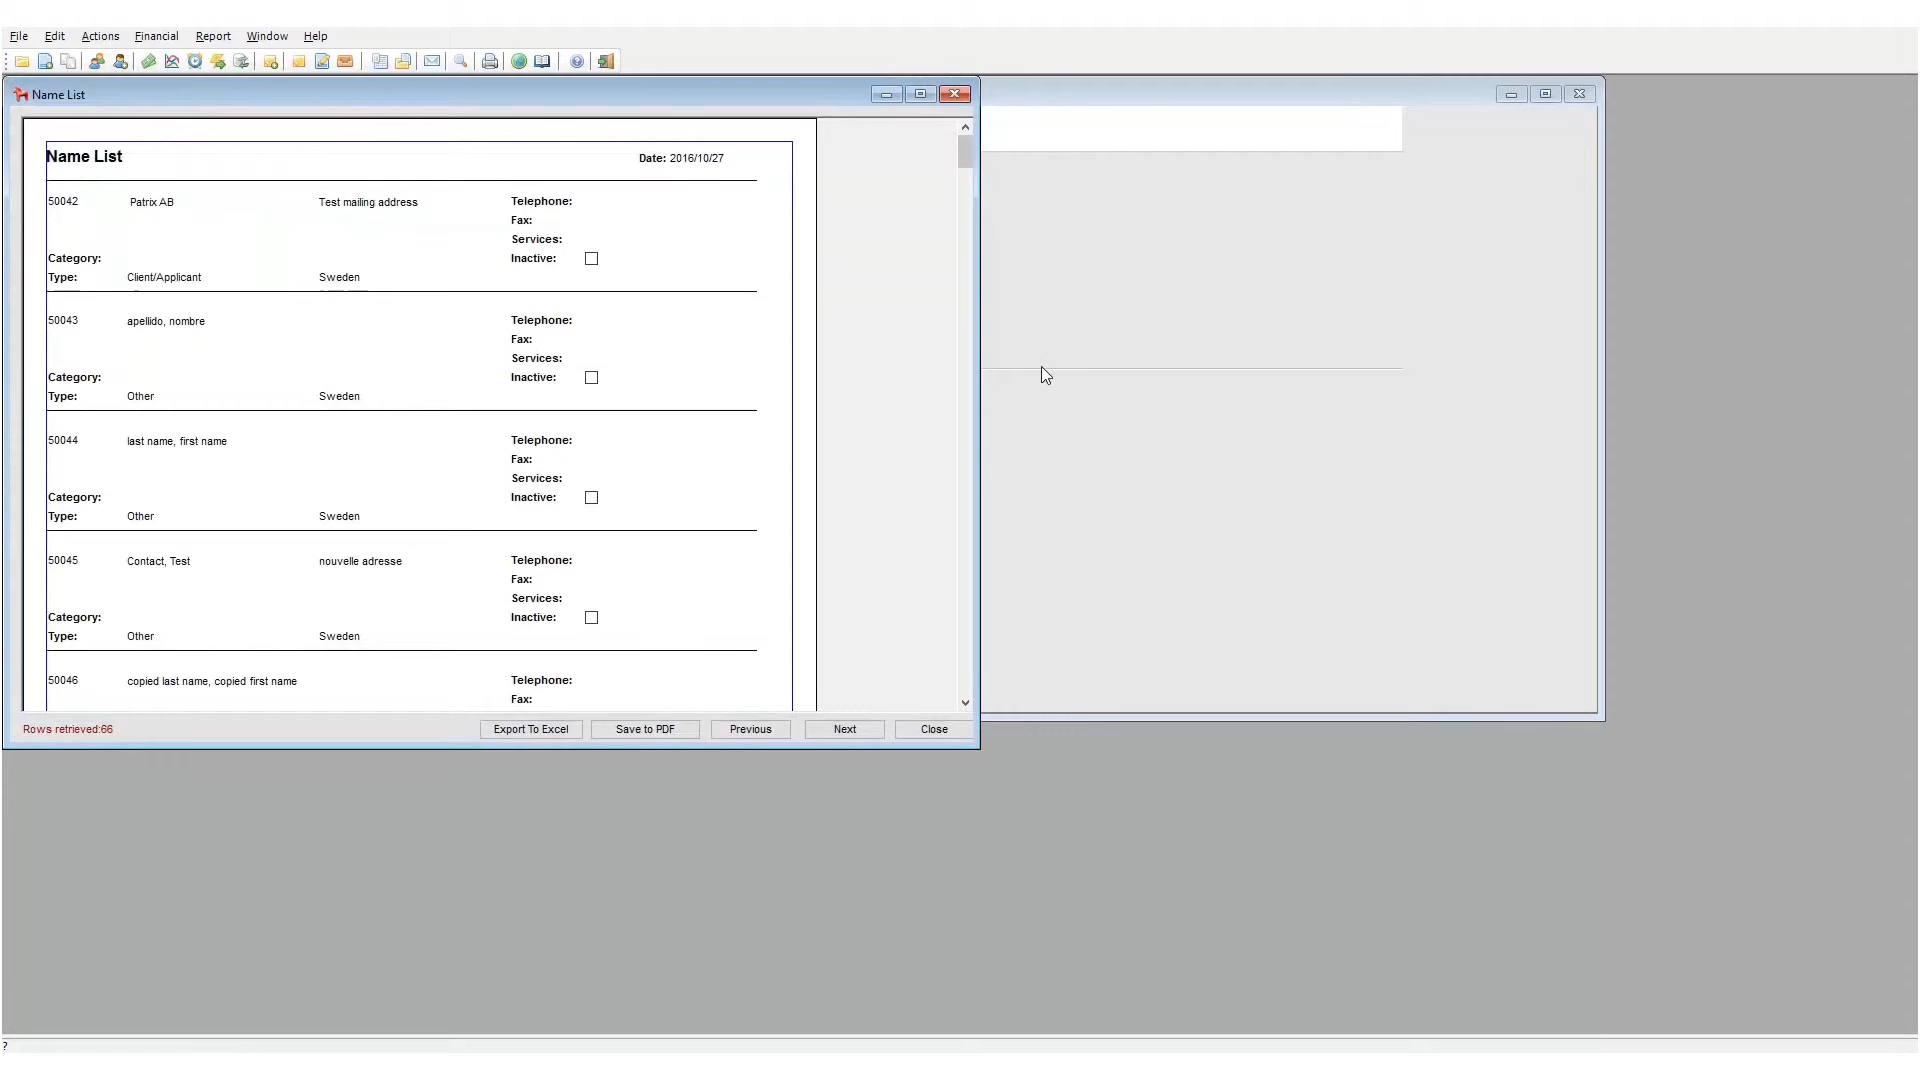 File Edit Actions Financial Report Window Help
Name List
Name List Date: 2016/10/27
50042 Patrix AB Test mailing address Telephone:
Fax:
Services:
Category: Inactive:
Type: Client/Applicant Sweden
50043 apellido, nombre Telephone:
Fax:
Services:
Category: Inactive:
Type: Other Sweden
50044 last name, first name Telephone:
Fax:
Services:
Category: Inactive:
Type: Other Sweden
50045 Contact, Test nouvelle adresse Telephone:
Fax:
Services:
Category: Inactive:
Type: Other Sweden
50046 copied last name, copied first name Telephone:
Fax:
Rows retrieved:66 Export To Excel Save to PDF Previous Next Close
?